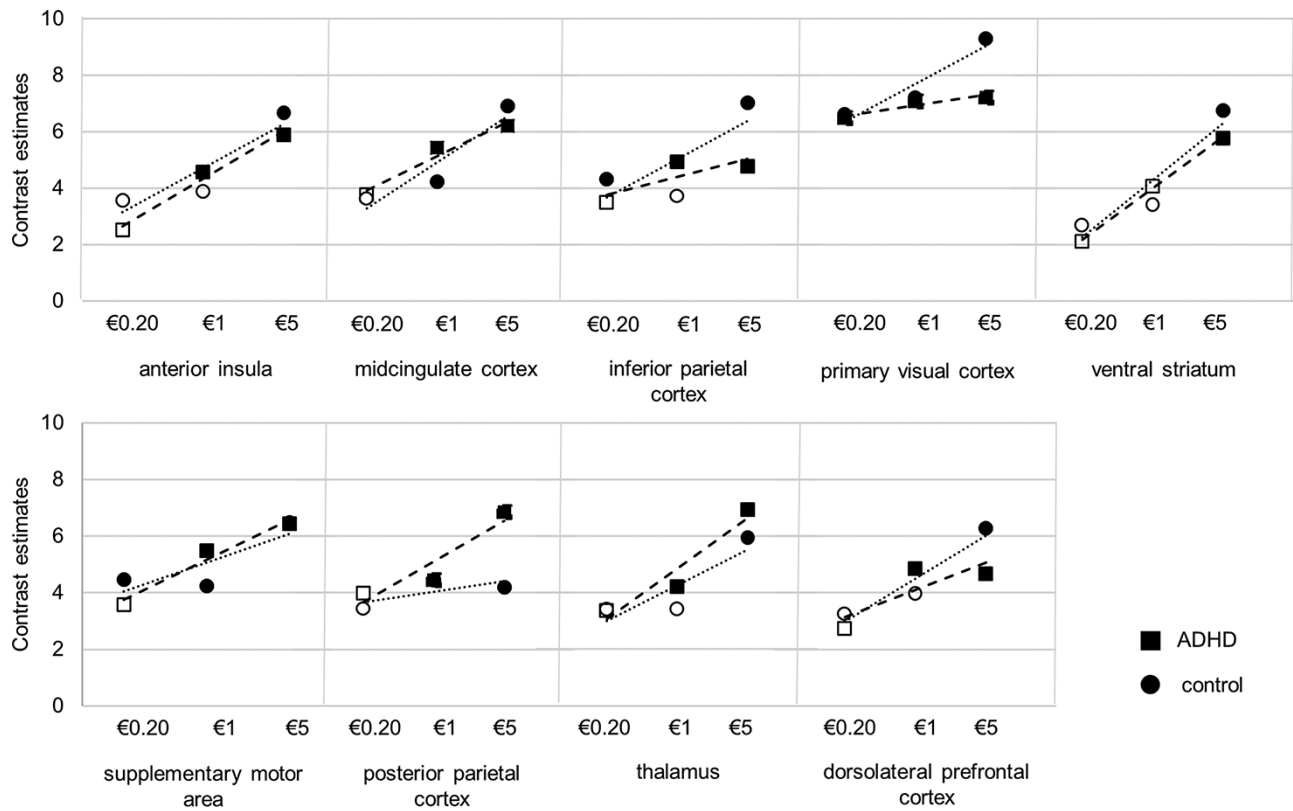 10
8
6
4
2
0
Contrast estimates
€0.20 €1 €5 €0.20 €1 €5 €0.20 €1 €5 €0.20 €1 €5 €0.20 €1 €5
anterior insula midcingulate cortex inferior parietal primary visual cortex ventral striatum
cortex
10
8
6
4
2
0
Contrast estimates
ADHD
control
€0.20 €1 €5 €0.20 €1 €5 €0.20 €1 €5 €0.20 €1 €5
supplementary motor posterior parietal thalamus dorsolateral prefrontal
area cortex cortex